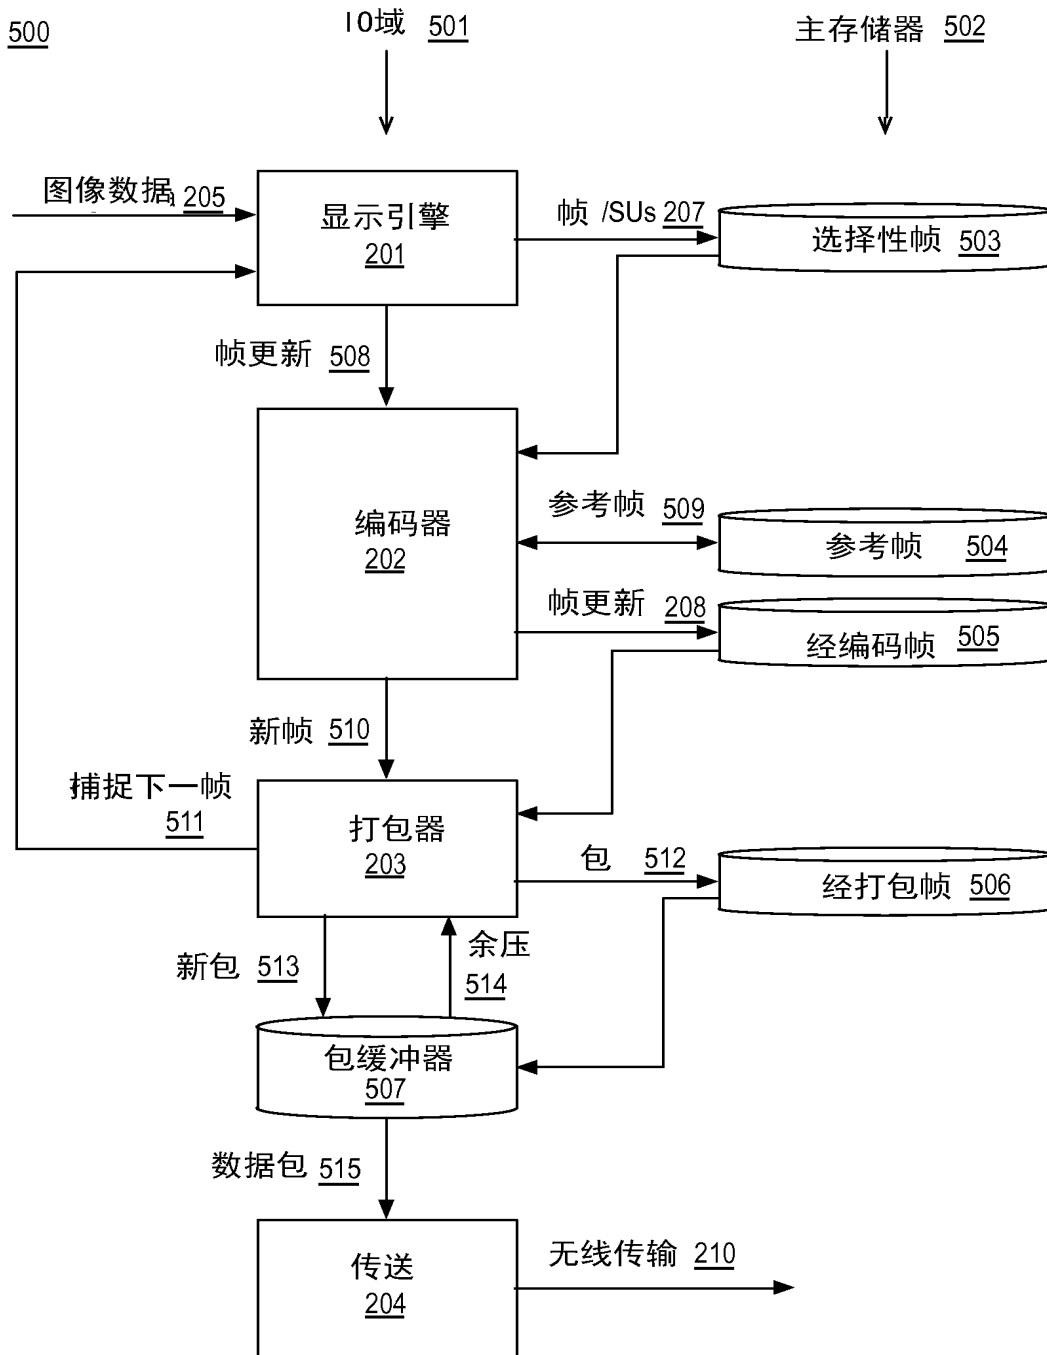 500
IO域 501
主存储器 502
图像数据 205
显示引擎
201
帧 /SUs 207
选择性帧 503
帧更新 508
编码器
202
参考帧 509
参考帧 504
帧更新 208
经编码帧 505
新帧 510
捕捉下一帧
511
打包器
203
包 512
经打包帧 506
新包 513
余压
514
包缓冲器
507
数据包 515
传送
204
无线传输 210